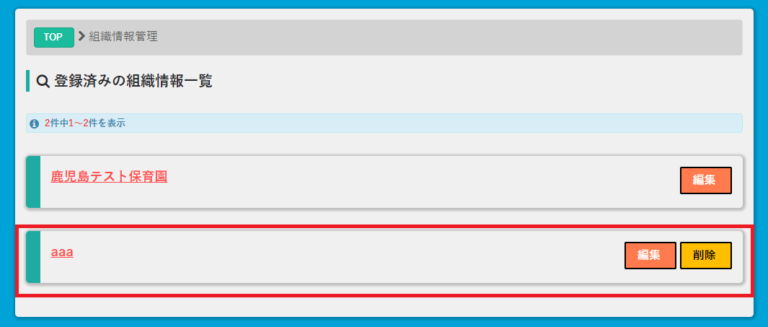 TOP 組織情報管理
登録済みの組織情報一覧
2件中1～2件を表示
鹿児島テスト保育園
編集
aaa
編集 削除